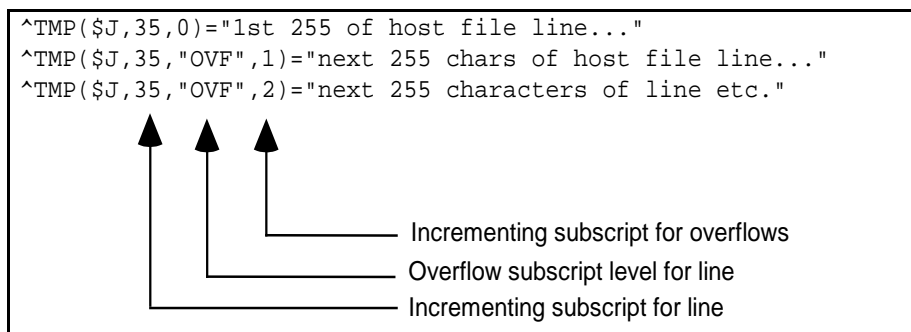 ^TMP($J,35,0)="1st 255 of host file line..."
^TMP($J,35,"OVF",1)="next 255 chars of host file line..."
^TMP($J,35,"OVF",2)="next 255 characters of line etc."
Incrementing subscript for overflows
Overflow subscript level for line
Incrementing subscript for line